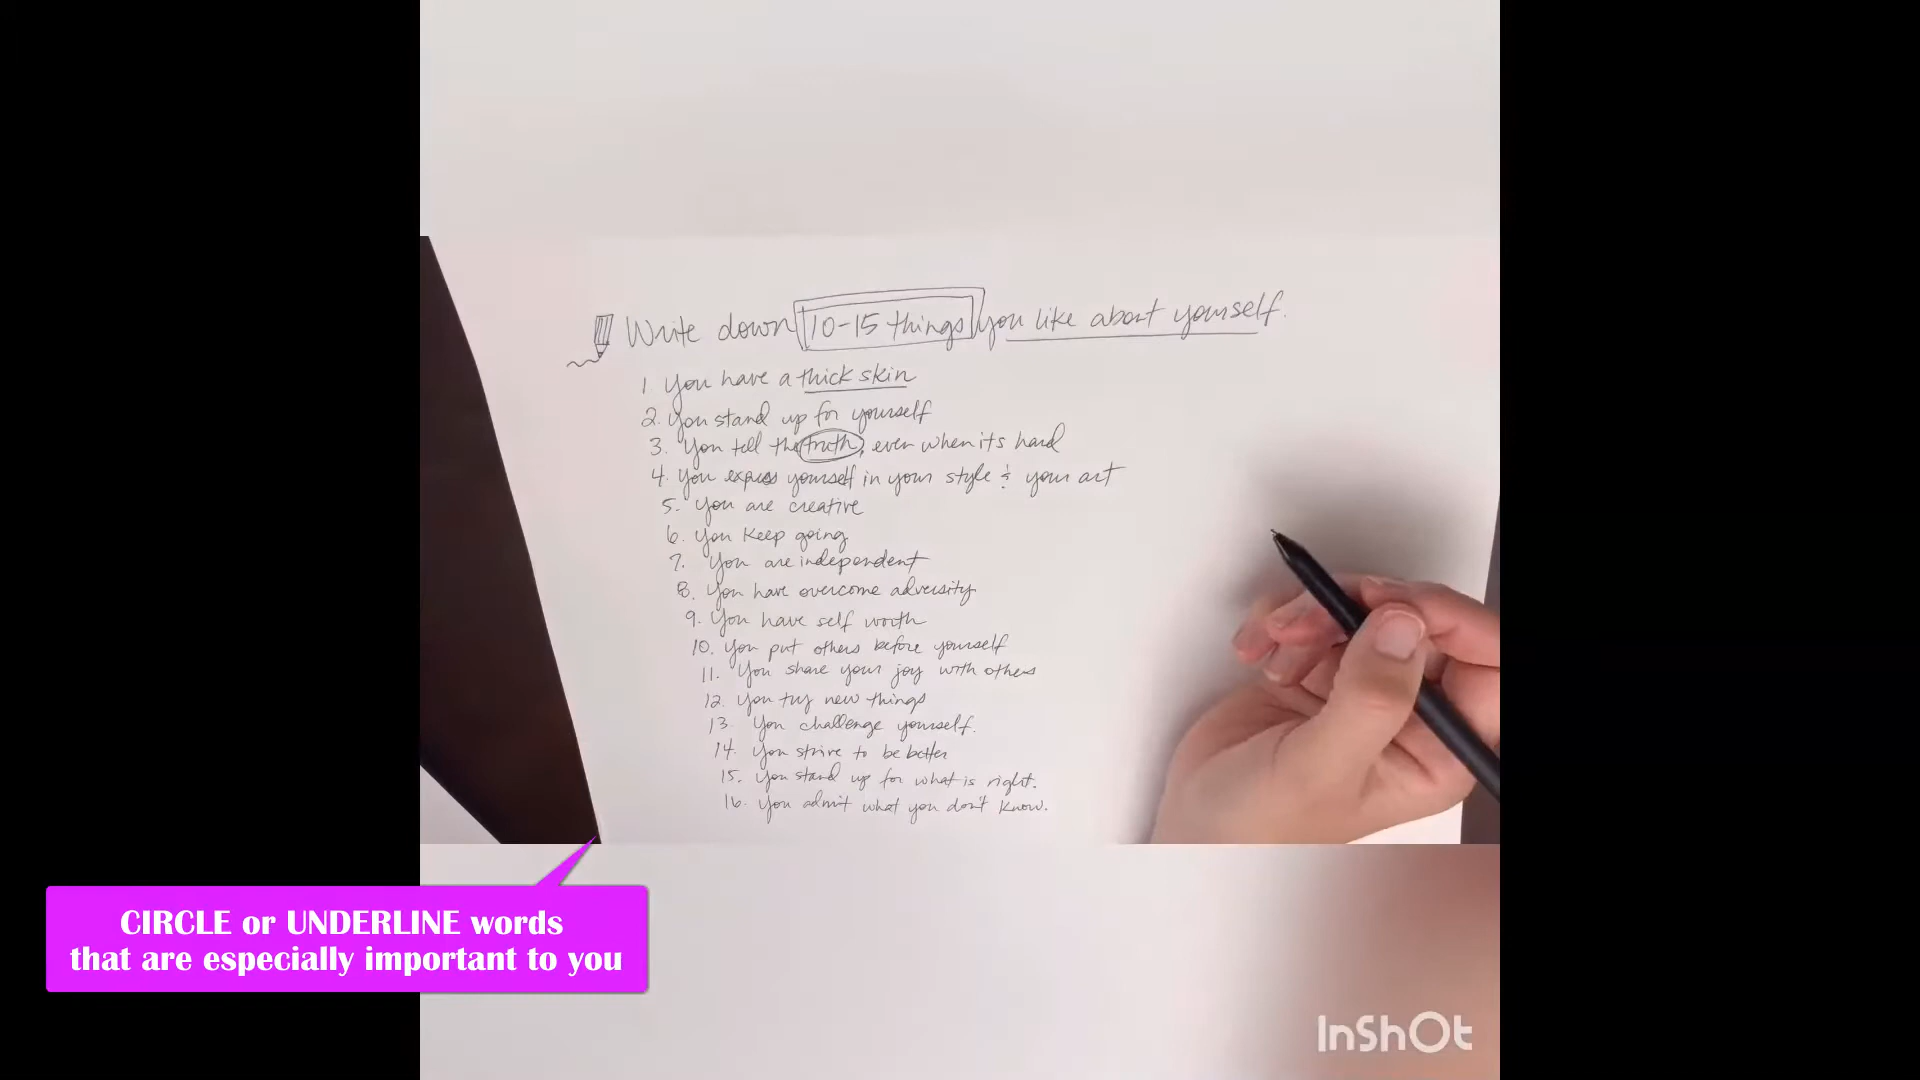 Write down 10-15 things you like about yourself.
1 You have a thick skin
2. You stand up for yourself
3. You tell the truth, even when its hard
4. You express yourself in your style & your art
5. You are creative
6. You keep going
7. You are independent
8. You have overcome adversity
9. You have self worth
10. You put others before yourself
11. You share your joy with others
12. You try new things
13. You challenge yourself.
14. You strive to be better
15. You stand up for what is right.
16. You admit what you don't know.
CIRCLE or UNDERLINE words
that are especially important to you
InShOt